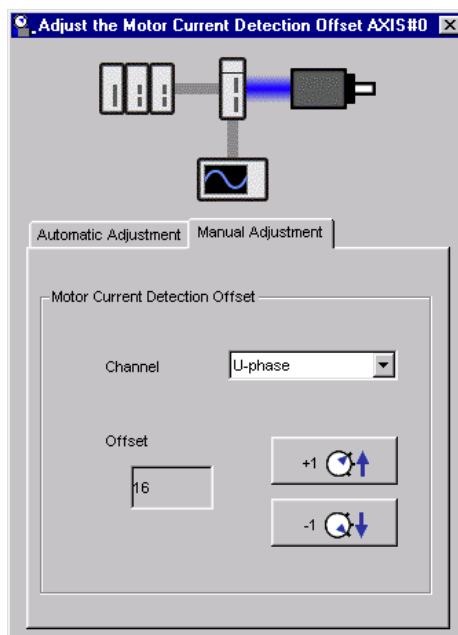 Adjust the Motor Current Detection Offset AXIS#0
Automatic Adjustment
Manual Adjustment
Motor Current Detection Offset
Channel
U-phase
Offset
16
+1
-1